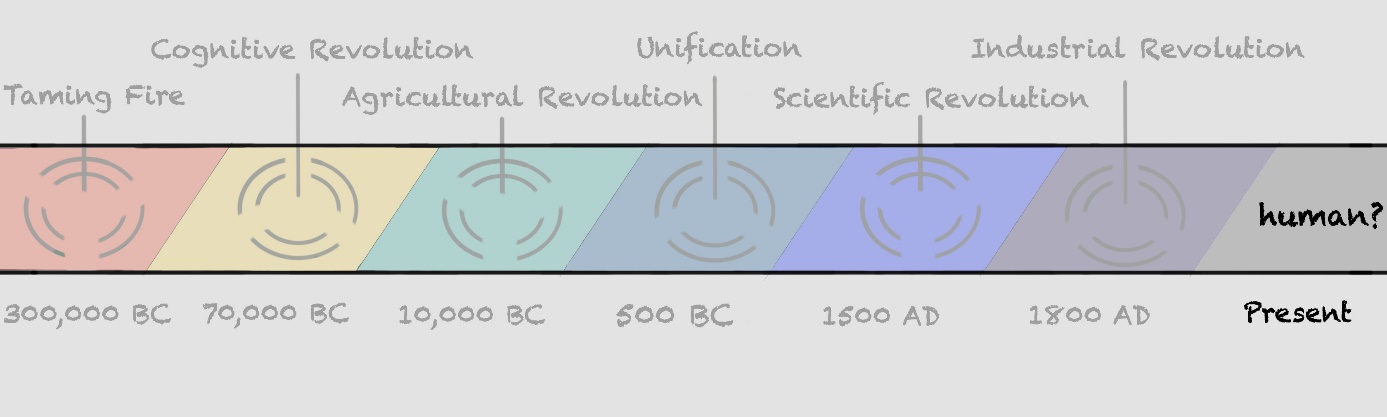 Cognitive Revolution
Unification
Industrial Revolution
Taming Fire
Agricultural Revolution
Scientific Revolution
human?
300,000 BC
70,000 BC
10,000 BC
500 BC
1500 AD
1800 AD
Present